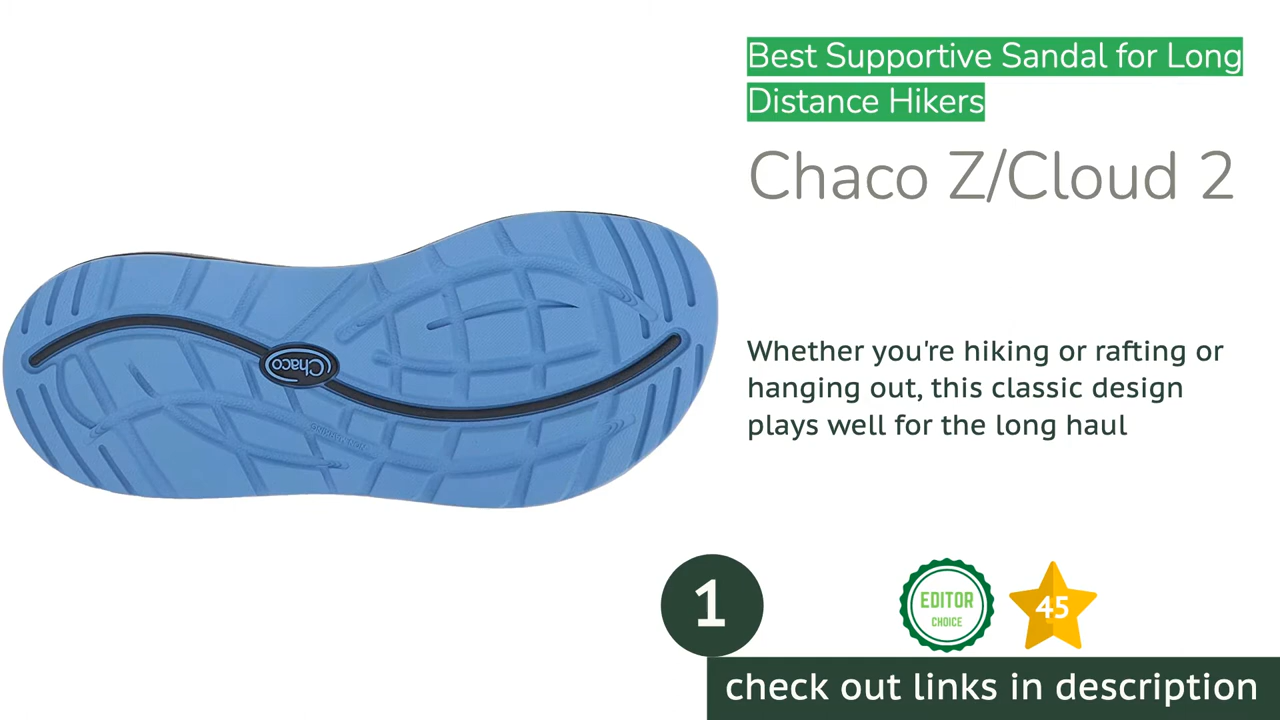 Best Supportive Sandal for Long
Distance Hikers
Chaco Z/Cloud 2
Whether you're hiking or rafting or
hanging out, this classic design
plays well for the long haul
Chaco
NON MARKING
1
EDITOR
CHOICE
45
check out links in description